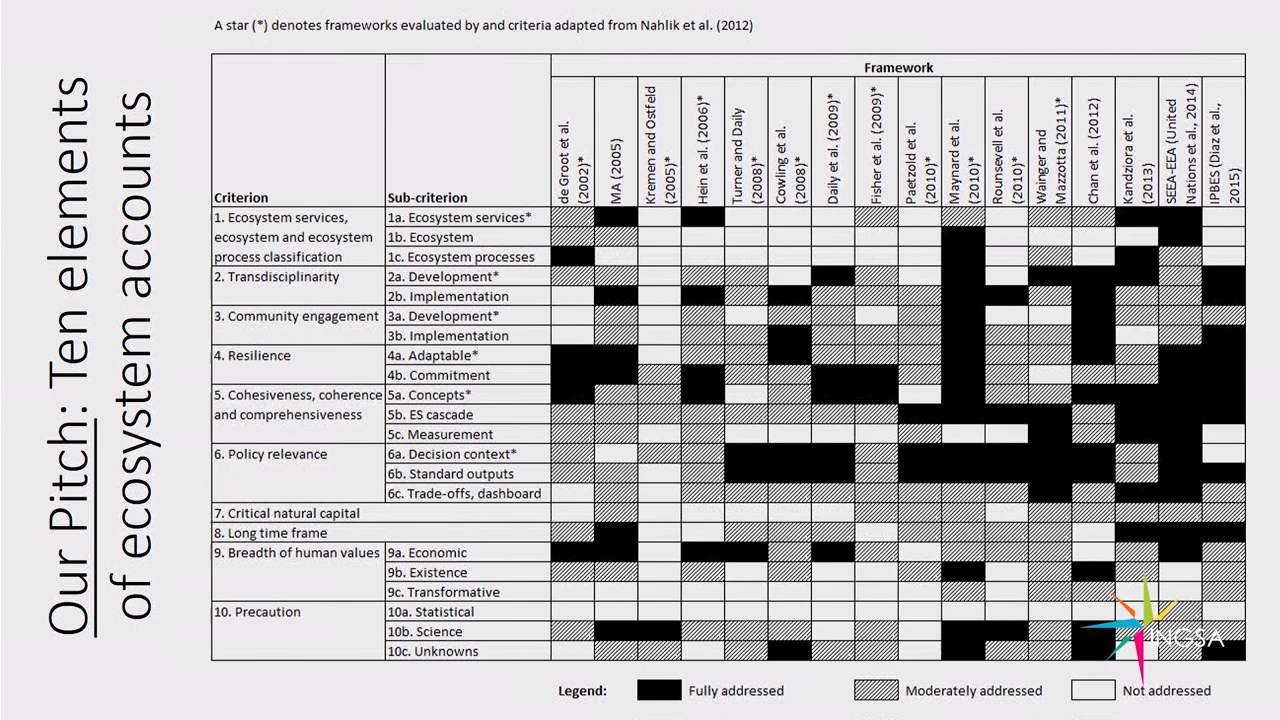 Our Pitch: Ten elements
of ecosystem accounts
A star (*) denotes frameworks evaluated by and criteria adapted from Nahlik et al. (2012)
Framework
Criterion
Sub-criterion
de Groot et al.
(2002)*
MA (2005)
Kremen and Ostfeld
(2005)*
Hein et al. (2006)*
Turner and Daily
(2008)*
Cowling et al.
(2008)*
Daily et al. (2009)*
Fisher et al. (2009)*
Paetzold et al.
(2010)*
Maynard et al.
(2010)*
Rounsevell et al.
(2010)*
Wainger and
Mazzotta (2011)*
Chan et al. (2012)
Kandziora et al.
(2013)
SEEA-EEA (United
Nations et al., 2014)
IPBES (Diaz et al.,
2015)
1. Ecosystem services,
ecosystem and ecosystem
process classification
1a. Ecosystem services*
1b. Ecosystem
1c. Ecosystem processes
2. Transdisciplinarity
2a. Development*
2b. Implementation
3. Community engagement
3a. Development*
3b. Implementation
4. Resilience
4a. Adaptable*
4b. Commitment
5. Cohesiveness, coherence
and comprehensiveness
5a. Concepts*
5b. ES cascade
5c. Measurement
6. Policy relevance
6a. Decision context*
6b. Standard outputs
6c. Trade-offs, dashboard
7. Critical natural capital
8. Long time frame
9. Breadth of human values
9a. Economic
9b. Existence
9c. Transformative
10. Precaution
10a. Statistical
10b. Science
10c. Unknowns
INGSA
Legend:
Fully addressed
Moderately addressed
Not addressed